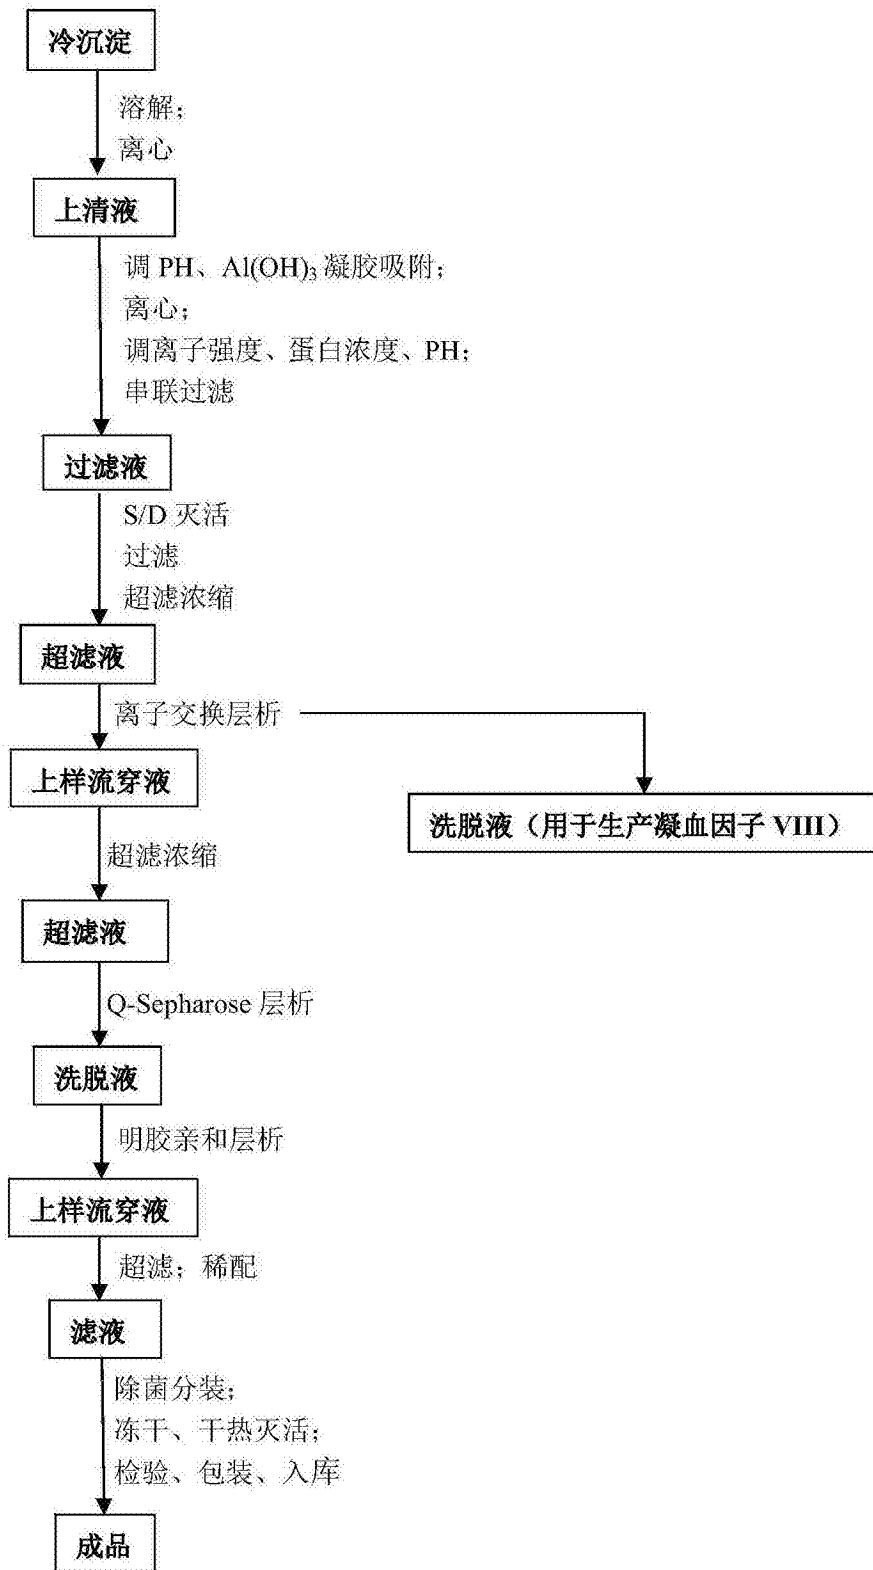 冷沉淀
溶解；
离心
上清液
调 PH、Al(OH)₃ 凝胶吸附；
离心；
调离子强度、蛋白浓度、PH；
串联过滤
过滤液
S/D 灭活
过滤
超滤浓缩
超滤液
离子交换层析
上样流穿液
洗脱液（用于生产凝血因子 VIII）
超滤浓缩
超滤液
Q-Sepharose 层析
洗脱液
明胶亲和层析
上样流穿液
超滤；稀配
滤液
除菌分装；
冻干、干热灭活；
检验、包装、入库
成品